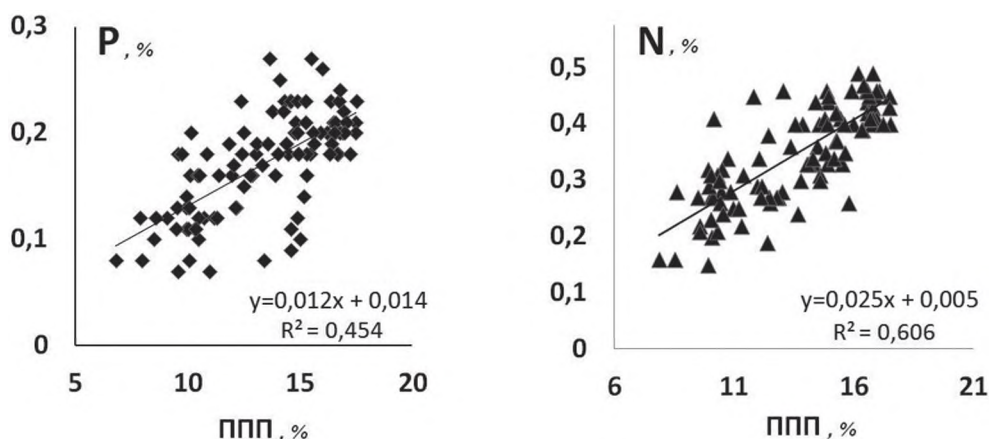 P , %
0,3
0,2
0,1
0
5 10 15 20
y=0,012x + 0,014
R² = 0,454
ППП , %
N , %
0,5
0,4
0,3
0,2
0,1
0
6 11 16 21
y=0,025x + 0,005
R² = 0,606
ППП , %